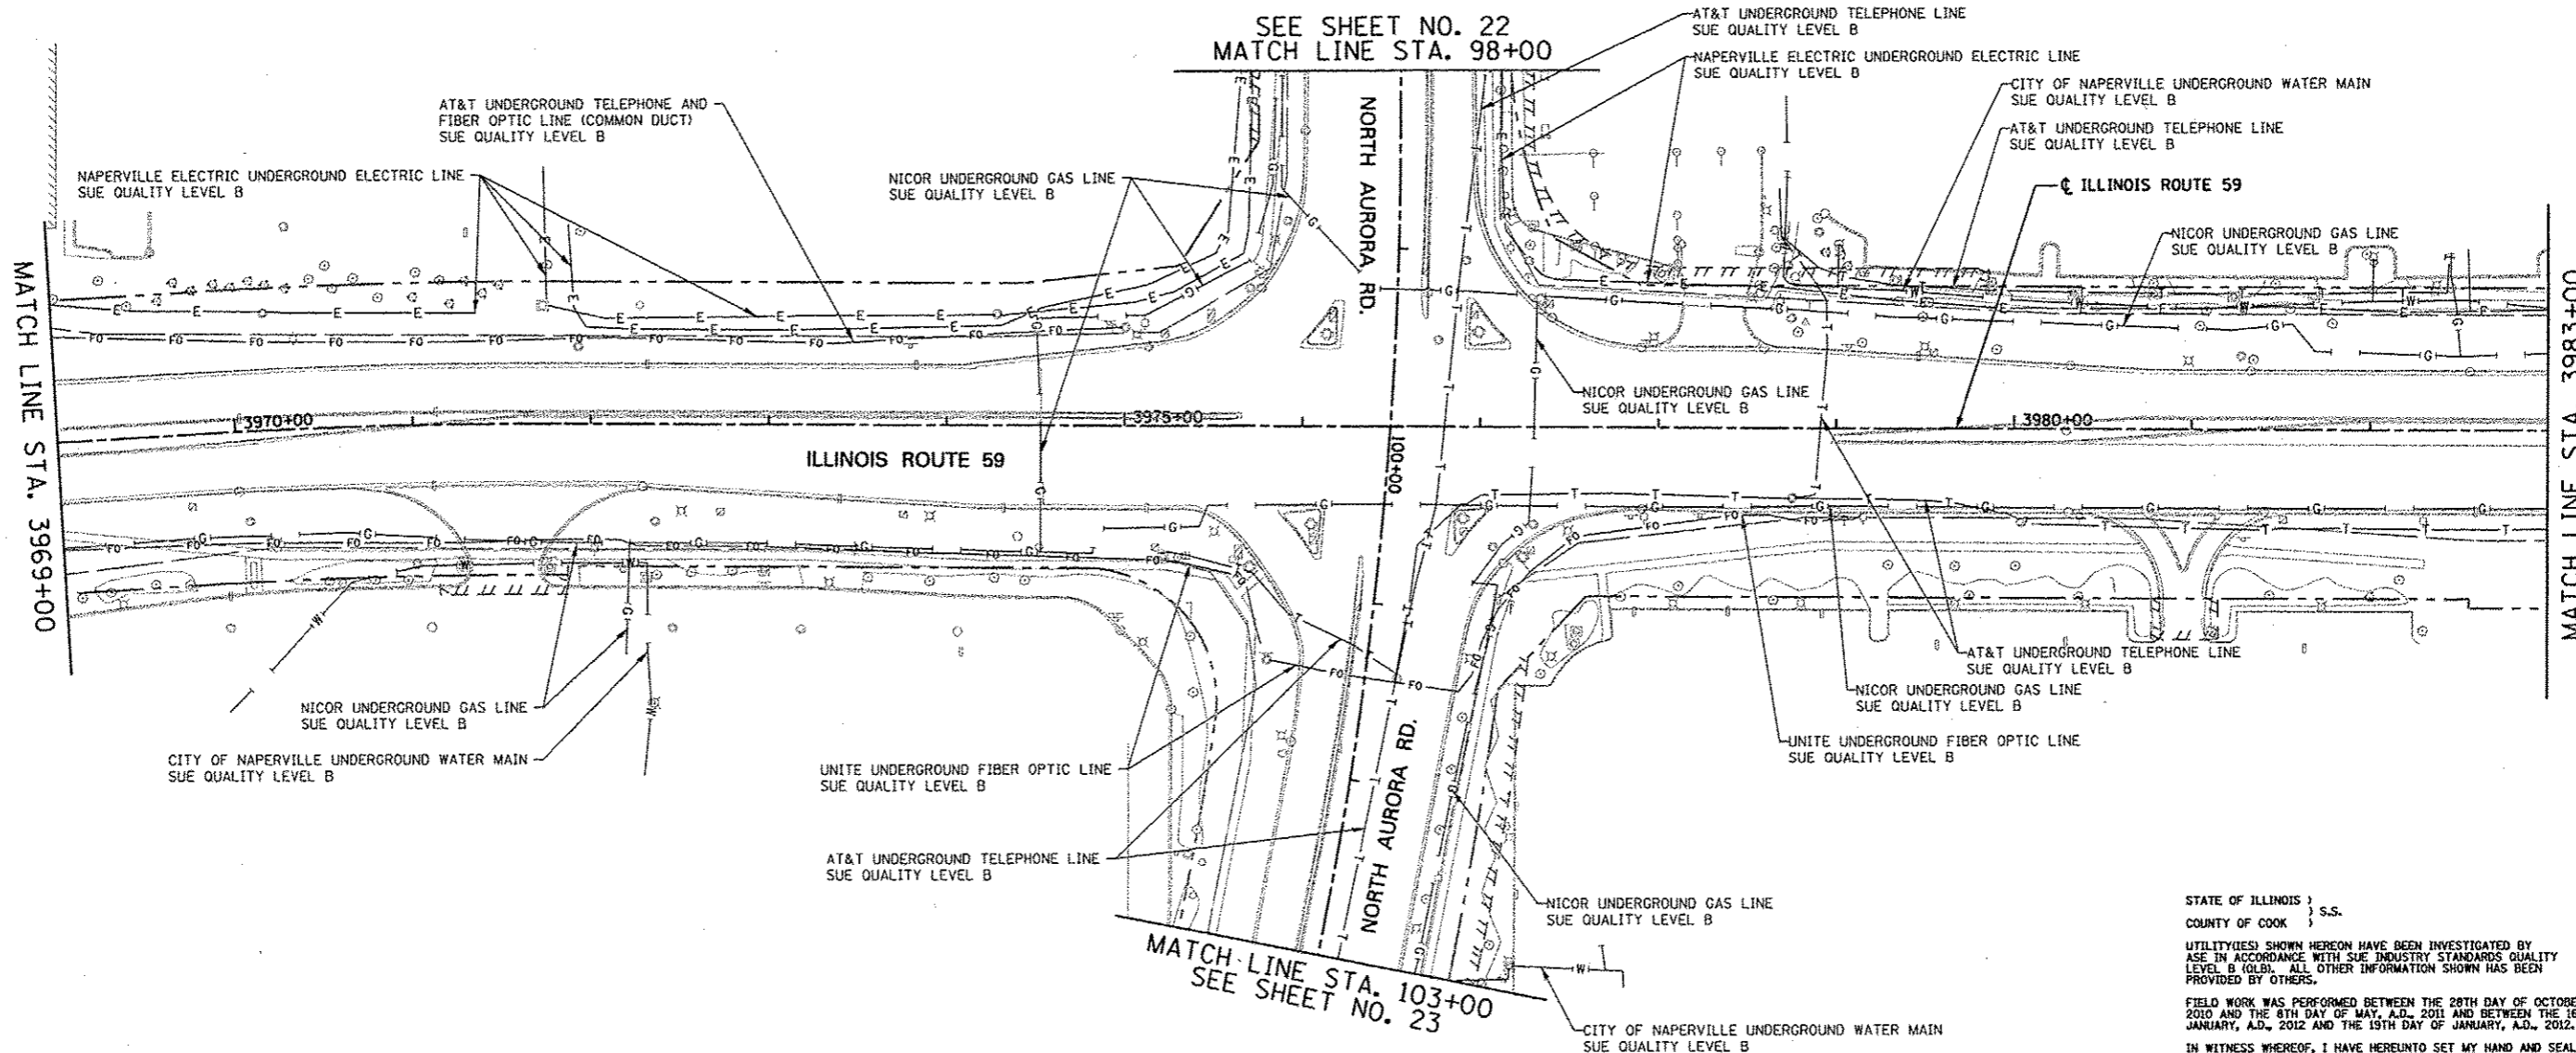 SEE SHEET NO. 22
MATCH LINE STA. 98+00
AT&T UNDERGROUND TELEPHONE LINE
SUE QUALITY LEVEL B
NAPERVILLE ELECTRIC UNDERGROUND ELECTRIC LINE
SUE QUALITY LEVEL B
CITY OF NAPERVILLE UNDERGROUND WATER MAIN
SUE QUALITY LEVEL B
AT&T UNDERGROUND TELEPHONE LINE
SUE QUALITY LEVEL B
℄ ILLINOIS ROUTE 59
NICOR UNDERGROUND GAS LINE
SUE QUALITY LEVEL B
AT&T UNDERGROUND TELEPHONE AND
FIBER OPTIC LINE (COMMON DUCT)
SUE QUALITY LEVEL B
NAPERVILLE ELECTRIC UNDERGROUND ELECTRIC LINE
SUE QUALITY LEVEL B
NICOR UNDERGROUND GAS LINE
SUE QUALITY LEVEL B
NORTH AURORA RD.
MATCH LINE STA. 3969+00
MATCH LINE STA. 3983+00
NICOR UNDERGROUND GAS LINE
SUE QUALITY LEVEL B
3970+00
3975+00
3980+00
100+00
ILLINOIS ROUTE 59
AT&T UNDERGROUND TELEPHONE LINE
SUE QUALITY LEVEL B
NICOR UNDERGROUND GAS LINE
SUE QUALITY LEVEL B
UNITE UNDERGROUND FIBER OPTIC LINE
SUE QUALITY LEVEL B
NICOR UNDERGROUND GAS LINE
SUE QUALITY LEVEL B
CITY OF NAPERVILLE UNDERGROUND WATER MAIN
SUE QUALITY LEVEL B
UNITE UNDERGROUND FIBER OPTIC LINE
SUE QUALITY LEVEL B
AT&T UNDERGROUND TELEPHONE LINE
SUE QUALITY LEVEL B
NORTH AURORA RD.
NICOR UNDERGROUND GAS LINE
SUE QUALITY LEVEL B
MATCH LINE STA. 103+00
SEE SHEET NO. 23
CITY OF NAPERVILLE UNDERGROUND WATER MAIN
SUE QUALITY LEVEL B
STATE OF ILLINOIS )
) S.S.
COUNTY OF COOK )
UTILITY(IES) SHOWN HEREON HAVE BEEN INVESTIGATED BY
ASE IN ACCORDANCE WITH SUE INDUSTRY STANDARDS QUALITY
LEVEL B (QLB). ALL OTHER INFORMATION SHOWN HAS BEEN
PROVIDED BY OTHERS.
FIELD WORK WAS PERFORMED BETWEEN THE 28TH DAY OF OCTOBE
2010 AND THE 8TH DAY OF MAY, A.D., 2011 AND BETWEEN THE 16
JANUARY, A.D., 2012 AND THE 19TH DAY OF JANUARY, A.D., 2012.
IN WITNESS WHEREOF, I HAVE HEREUNTO SET MY HAND AND SEAL